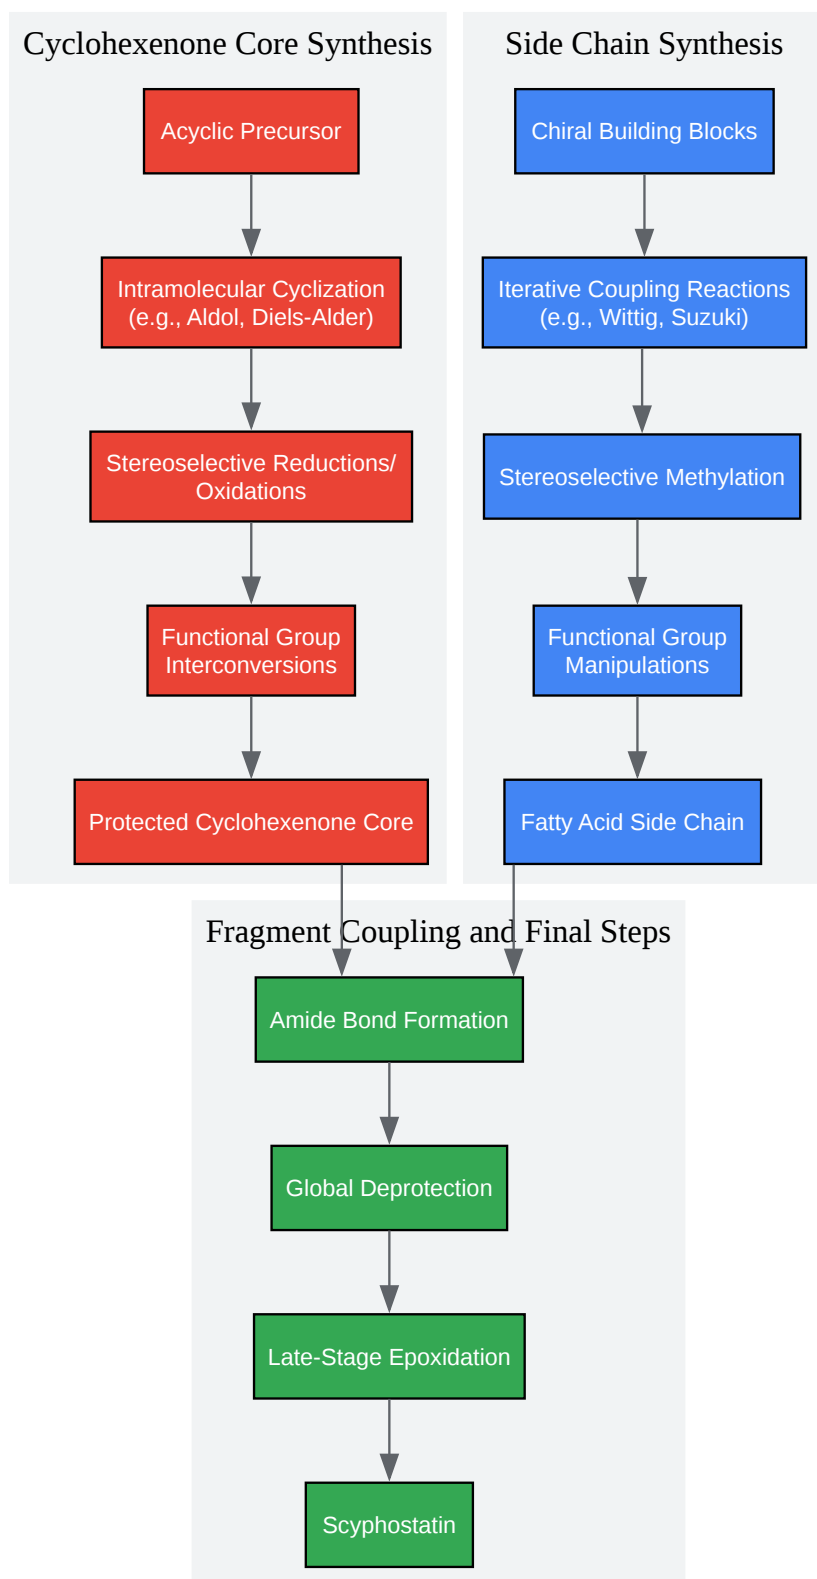 Cyclohexenone Core Synthesis
Acyclic Precursor
Intramolecular Cyclization
(e.g., Aldol, Diels-Alder)
Stereoselective Reductions/
Oxidations
Functional Group
Interconversions
Protected Cyclohexenone Core
Side Chain Synthesis
Chiral Building Blocks
Iterative Coupling Reactions
(e.g., Wittig, Suzuki)
Stereoselective Methylation
Functional Group
Manipulations
Fatty Acid Side Chain
Fragment Coupling and Final Steps
Amide Bond Formation
Global Deprotection
Late-Stage Epoxidation
Scyphostatin